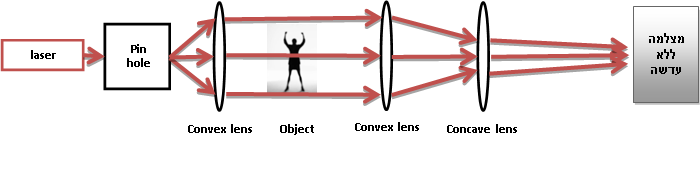 laser
Pin
hole
Convex lens
Object
Convex lens
Concave lens
מצלמה
ללא
עדשה